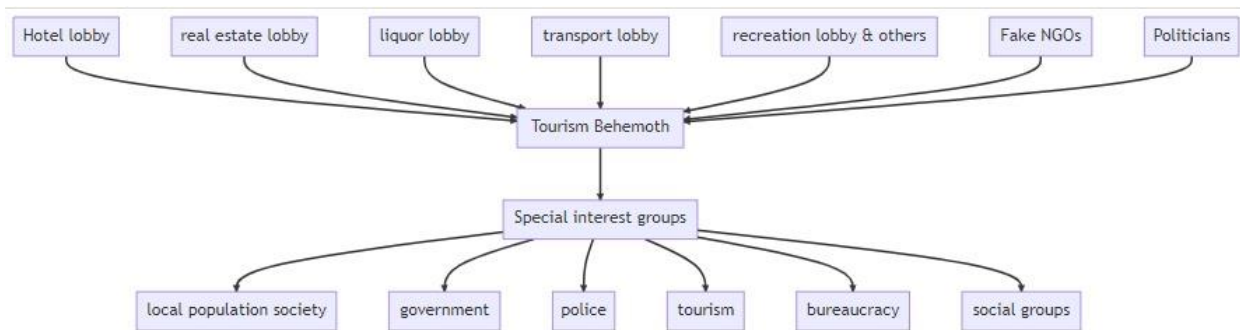 Hotel lobby
real estate lobby
liquor lobby
transport lobby
recreation lobby & others
Fake NGOs
Politicians
Tourism Behemoth
Special interest groups
local population society
government
police
tourism
bureaucracy
social groups